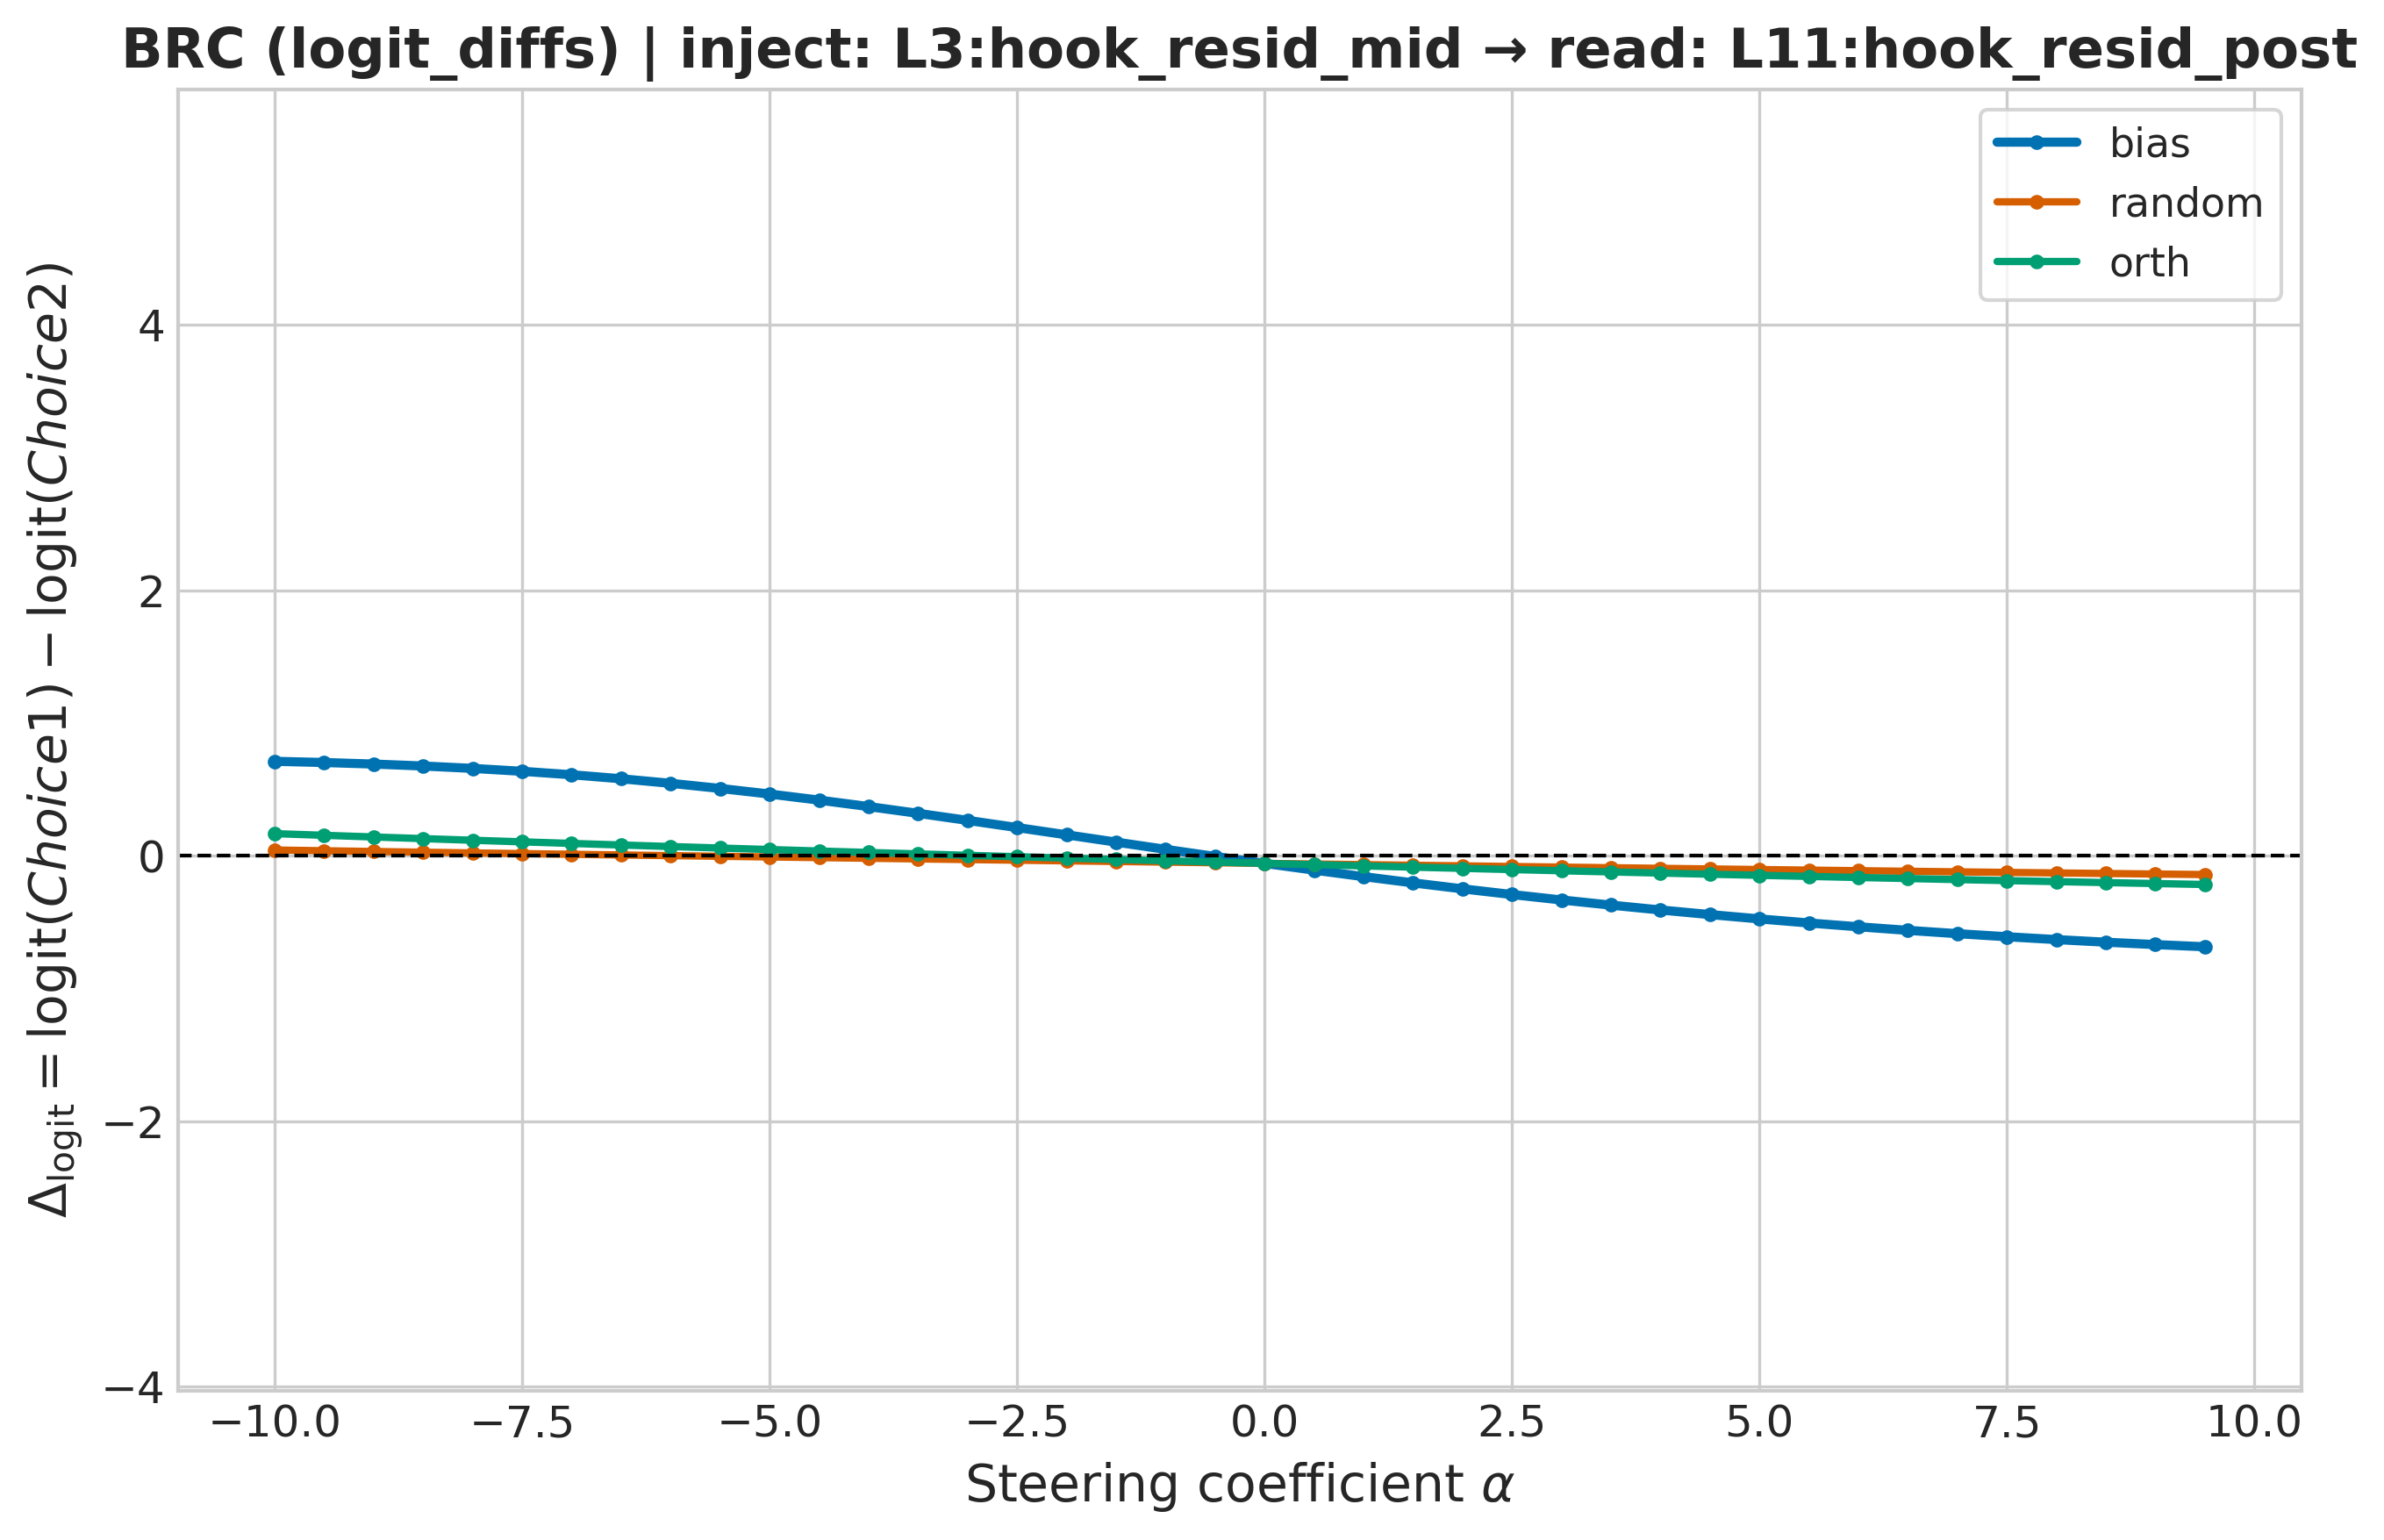 BRC (logit_diffs) | inject: L3:hook_resid_mid → read: L11:hook_resid_post
bias
random
orth
Δlogit = logit(Choice1) − logit(Choice2)
4
2
0
−2
−4
−10.0 −7.5 −5.0 −2.5 0.0 2.5 5.0 7.5 10.0
Steering coefficient α